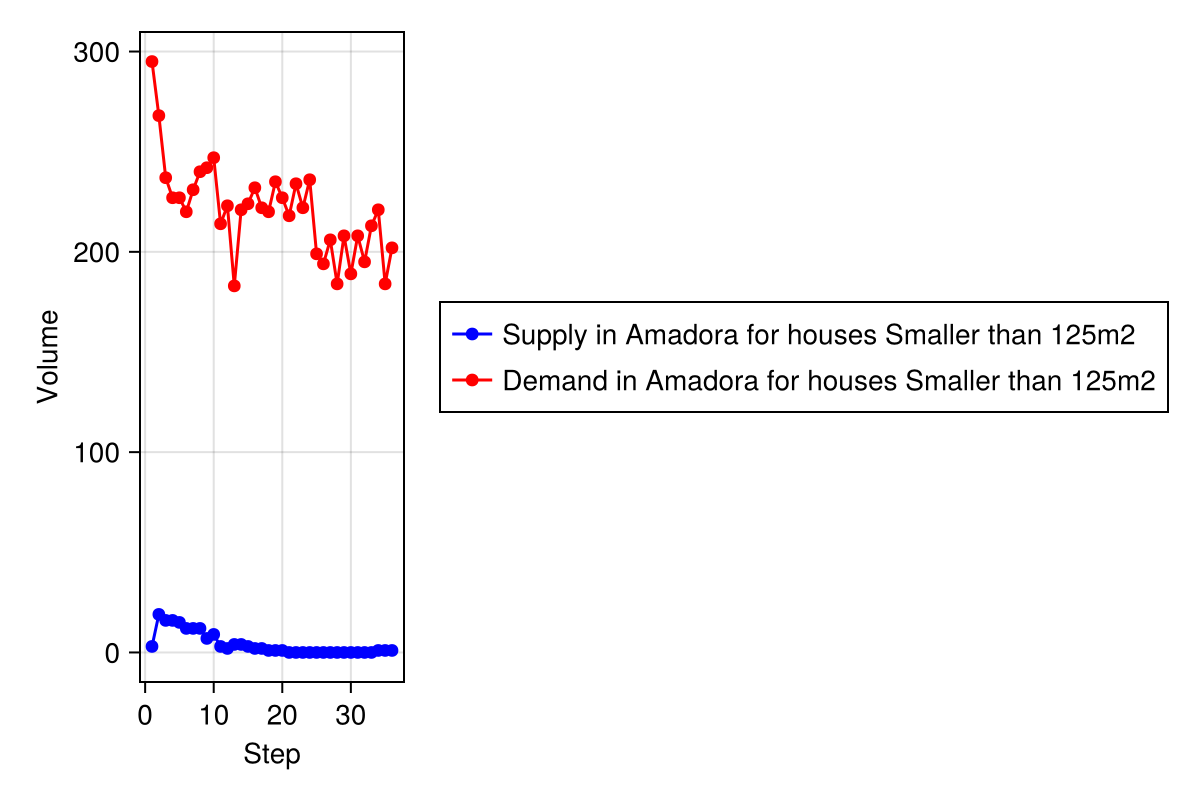 300
200
100
0
Volume
0 10 20 30
Step
Supply in Amadora for houses Smaller than 125m2
Demand in Amadora for houses Smaller than 125m2